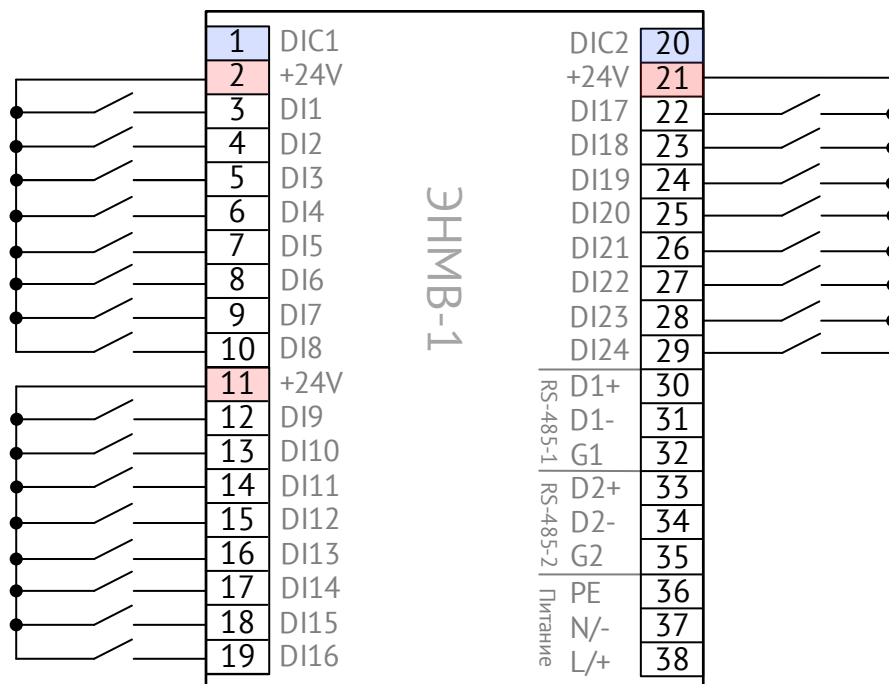 1 DIC1
2 +24V
3 DI1
4 DI2
5 DI3
6 DI4
7 DI5
8 DI6
9 DI7
10 DI8
11 +24V
12 DI9
13 DI10
14 DI11
15 DI12
16 DI13
17 DI14
18 DI15
19 DI16
ЭНМВ-1
DIC2 20
+24V 21
DI17 22
DI18 23
DI19 24
DI20 25
DI21 26
DI22 27
DI23 28
DI24 29
RS-485-1
D1+ 30
D1- 31
G1 32
RS-485-2
D2+ 33
D2- 34
G2 35
Питание
PE 36
N/- 37
L/+ 38